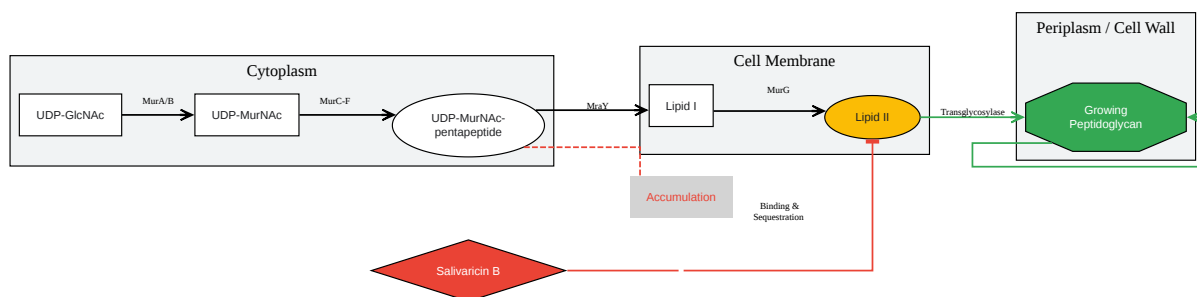 Periplasm / Cell Wall
Cytoplasm
Cell Membrane
UDP-GlcNAc
MurA/B
UDP-MurNAc
MurC-F
UDP-MurNAc-
pentapeptide
MraY
Lipid I
MurG
Lipid II
Transglycosylase
Growing
Peptidoglycan
Accumulation
Binding &
Sequestration
Salivaricin B